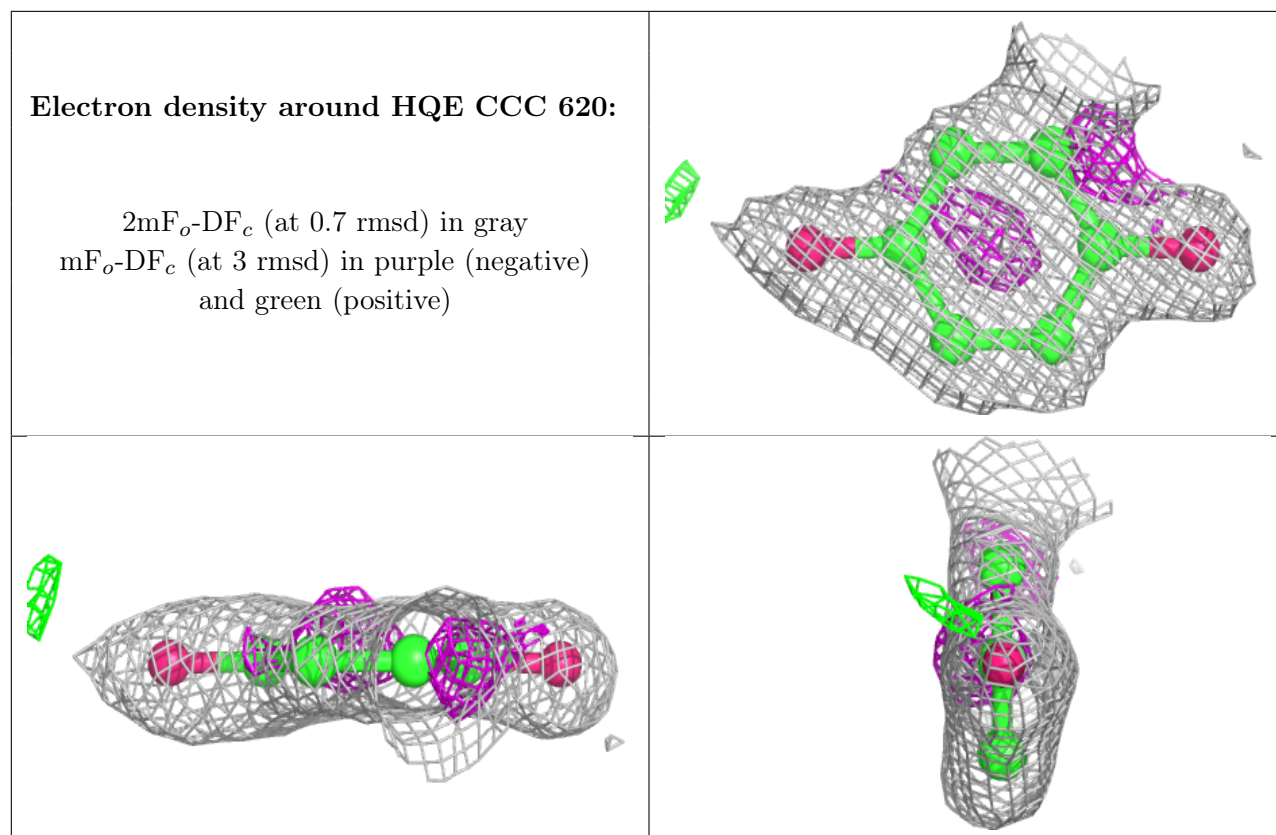 Electron density around HQE CCC 620:
2mFo-DFc (at 0.7 rmsd) in gray
mFo-DFc (at 3 rmsd) in purple (negative)
and green (positive)